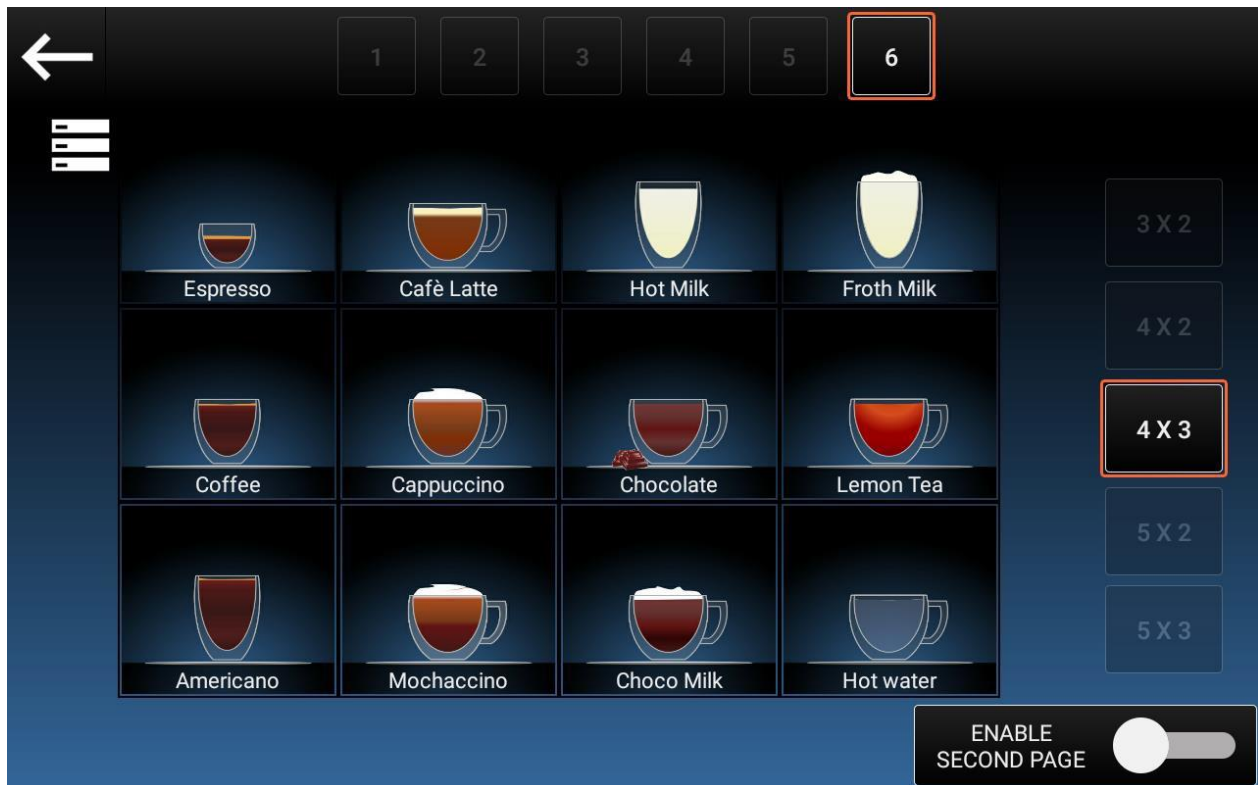 1 2 3 4 5 6
3 X 2
Espresso Cafè Latte Hot Milk Froth Milk
4 X 2
4 X 3
Coffee Cappuccino Chocolate Lemon Tea
5 X 2
5 X 3
Americano Mochaccino Choco Milk Hot water
ENABLE
SECOND PAGE